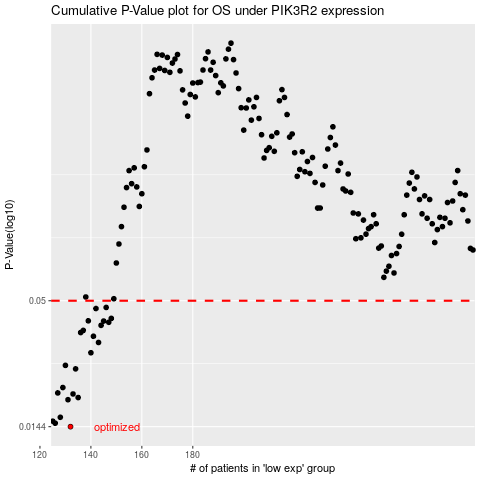 Cumulative P-Value plot for OS under PIK3R2 expression
P-Value(log10)
0.05
0.0144
optimized
120 140 160 180
# of patients in 'low exp' group